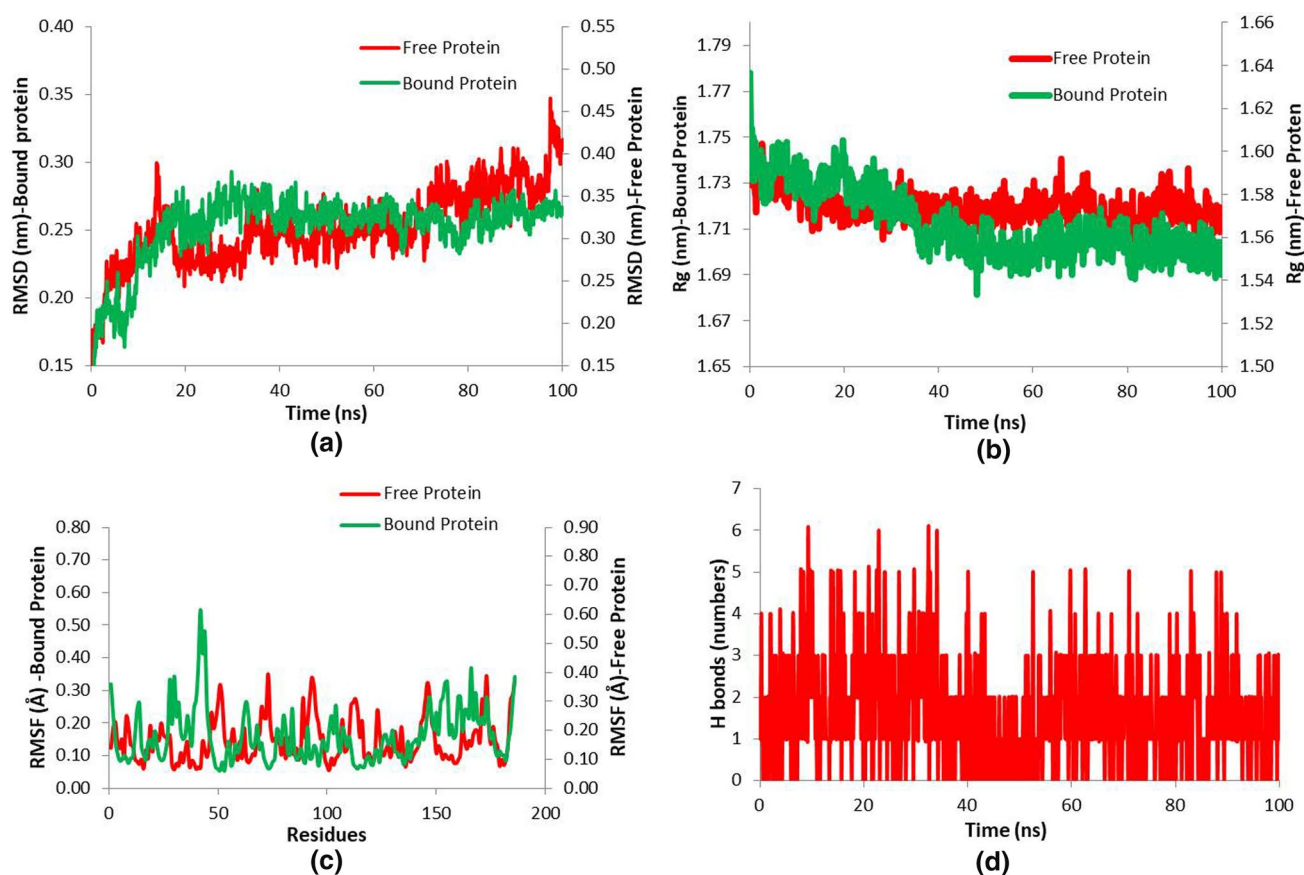 RMSD (nm)-Bound protein
0.40
0.35
0.30
0.25
0.20
0.15
Free Protein
Bound Protein
0.55
0.50
0.45
0.40
0.35
0.30
0.25
0.20
0.15
RMSD (nm)-Free Protein
0 20 40 60 80 100
Time (ns)
(a)
Rg (nm)-Bound Protein
1.79
1.77
1.75
1.73
1.71
1.69
1.67
1.65
Free Protein
Bound Protein
1.66
1.64
1.62
1.60
1.58
1.56
1.54
1.52
1.50
Rg (nm)-Free Proten
0 20 40 60 80 100
Time (ns)
(b)
RMSF (Å) -Bound Protein
Free Protein
Bound Protein
0.80
0.70
0.60
0.50
0.40
0.30
0.20
0.10
0.00
0.90
0.80
0.70
0.60
0.50
0.40
0.30
0.20
0.10
0.00
RMSF (Å)-Free Protein
0 50 100 150 200
Residues
(c)
H bonds (numbers)
7
6
5
4
3
2
1
0
0 20 40 60 80 100
Time (ns)
(d)